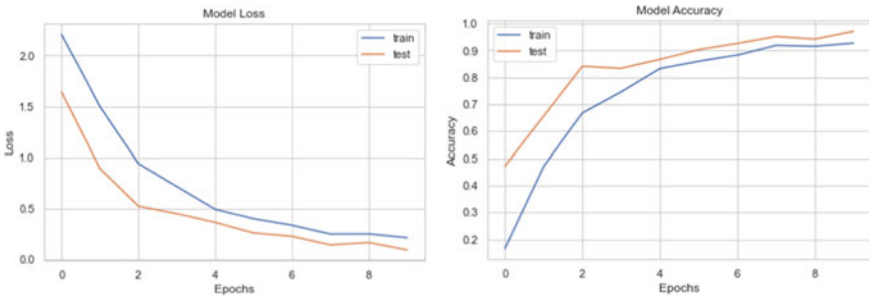 Model Loss
2.0
1.5
1.0
0.5
0.0
Loss
train
test
0 2 4 6 8
Epochs
Model Accuracy
1.0
0.9
0.8
0.7
0.6
0.5
0.4
0.3
0.2
Accuracy
train
test
0 2 4 6 8
Epochs